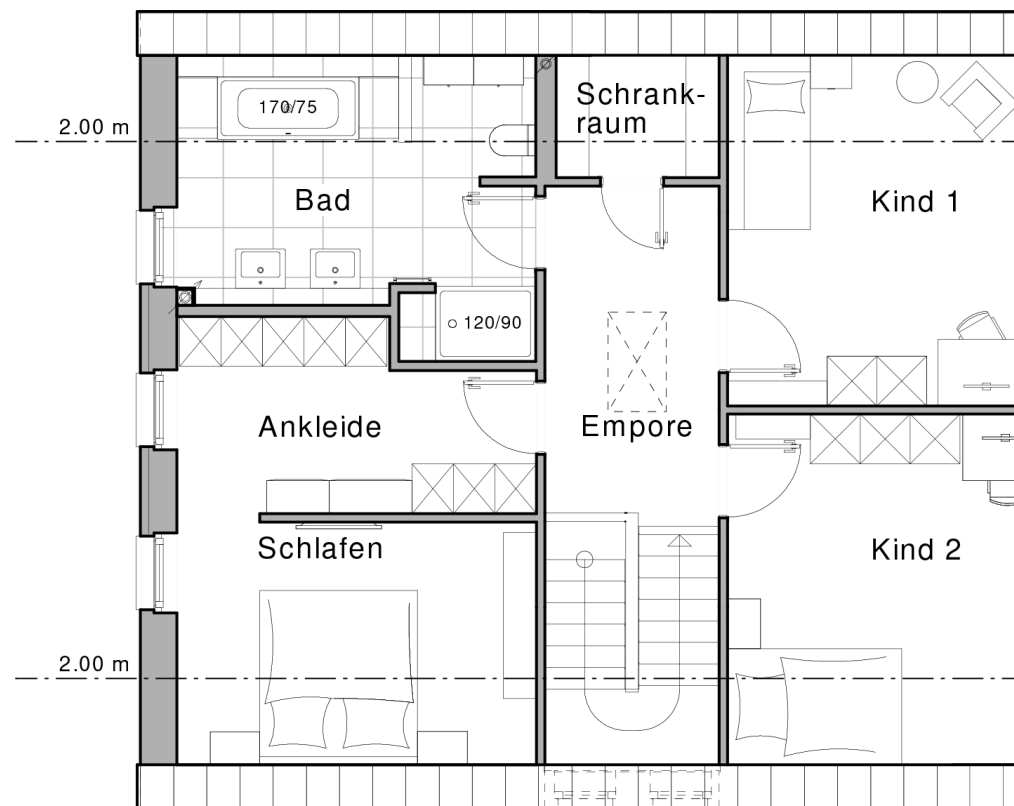 170/75
Schrank-
raum
2.00 m
Bad
Kind 1
120/90
Ankleide
Empore
Schlafen
Kind 2
2.00 m